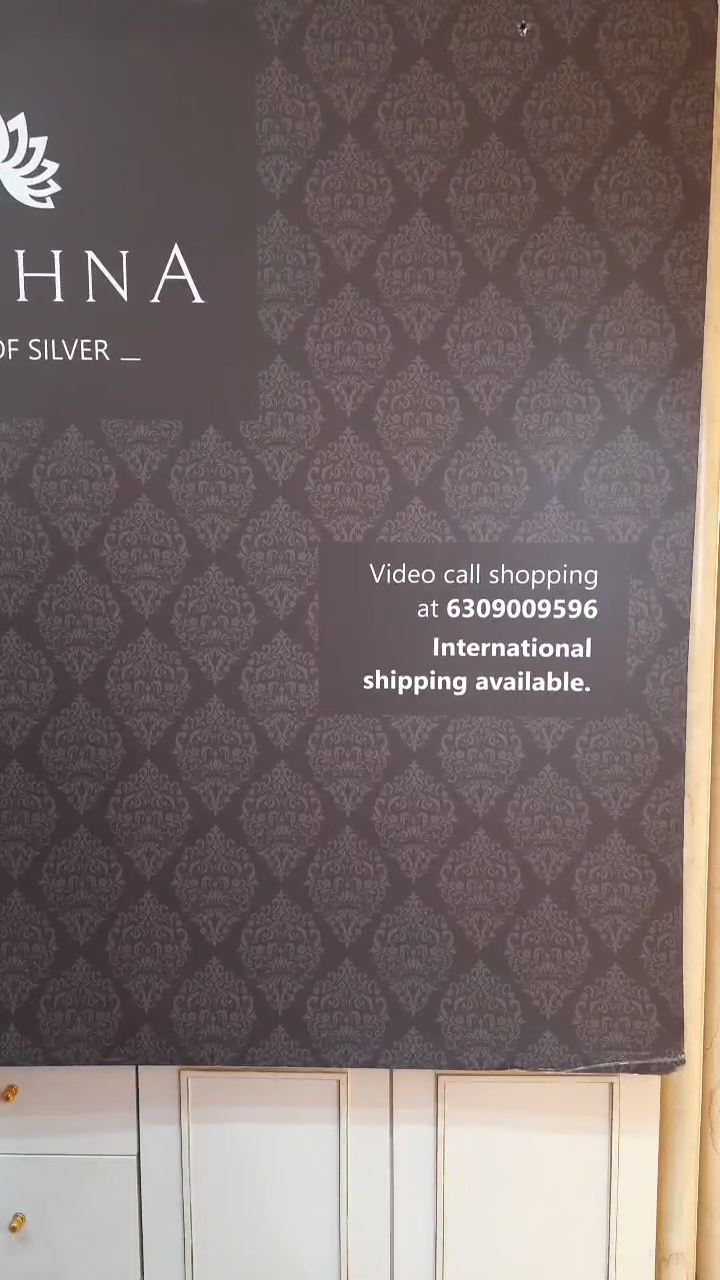 HNA
OF SILVER
Video call shopping
at 6309009596
International
shipping available.